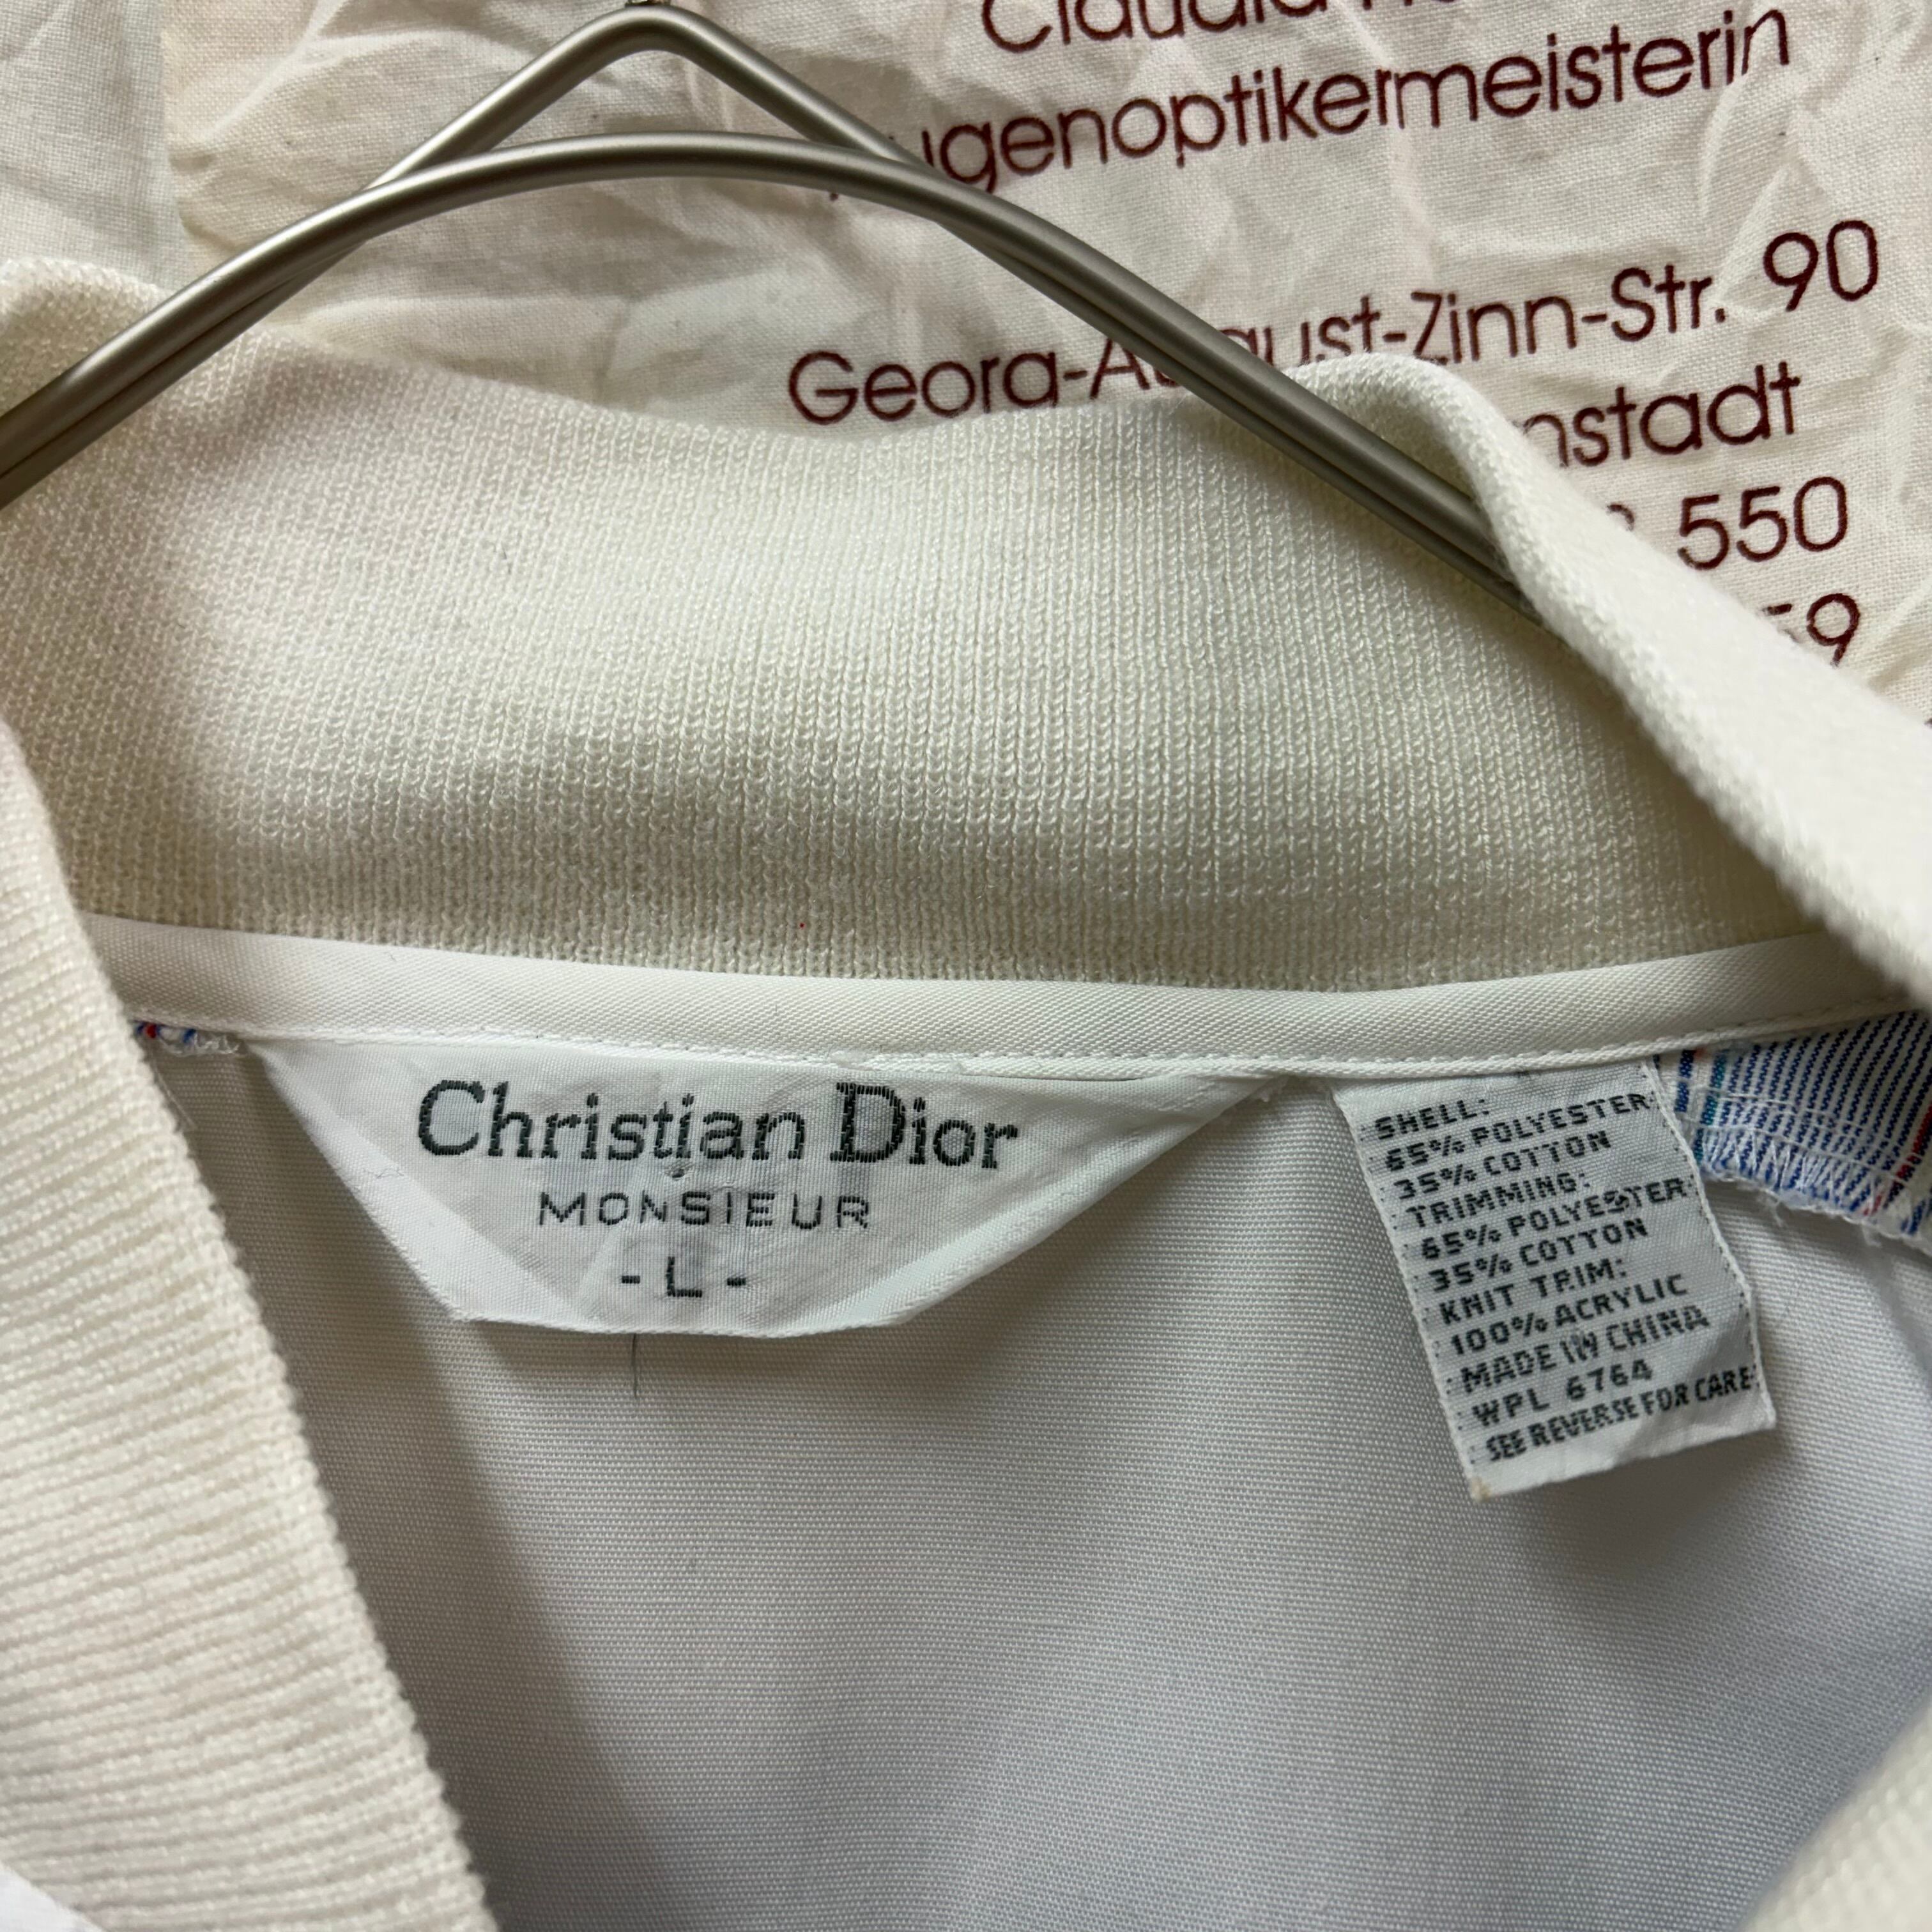 Georg-August-Zinn-Str. 90
550
Christian Dior
MONSIEUR
- L -
SHELL:
65% POLYESTER
35% COTTON
TRIMMING:
65% POLYESTER
35% COTTON
KNIT TRIM:
100% ACRYLIC
MADE IN CHINA
WPL 6764
SEE REVERSE FOR CARE